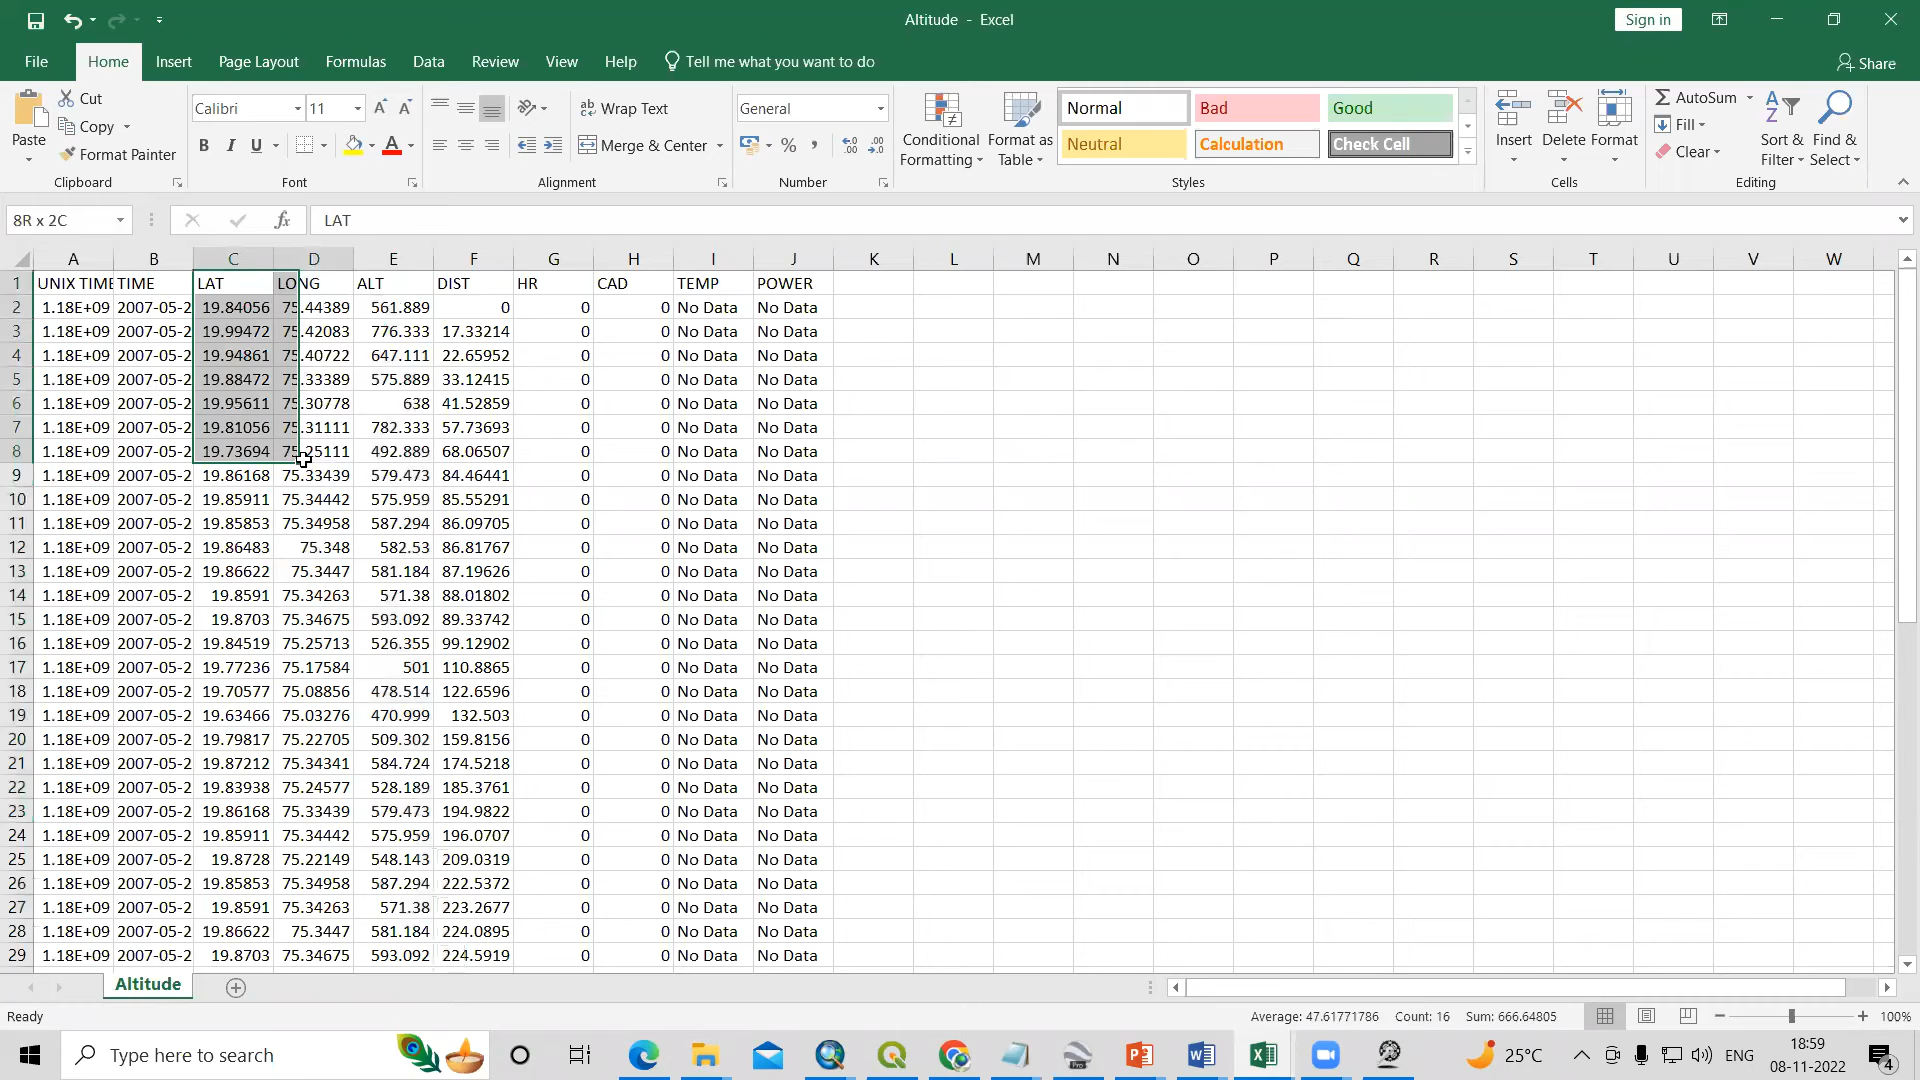 Altitude - Excel
Sign in
File Home Insert Page Layout Formulas Data Review View Help Tell me what you want to do Share
Cut
Copy
Format Painter
Paste
Clipboard
Calibri 11
B I U
Font
Wrap Text
Merge & Center
Alignment
General
Number
Conditional Formatting
Format as Table
Normal Bad Good
Neutral Calculation Check Cell
Styles
Insert Delete Format
Cells
AutoSum
Fill
Clear
Sort & Filter
Find & Select
Editing
8R x 2C LAT
A B C D E F G H I J K L M N O P Q R S T U V W
1 UNIX TIME TIME LAT LONG ALT DIST HR CAD TEMP POWER
2 1.18E+09 2007-05-2 19.84056 75.44389 561.889 0 0 0 No Data No Data
3 1.18E+09 2007-05-2 19.99472 75.42083 776.333 17.33214 0 0 No Data No Data
4 1.18E+09 2007-05-2 19.94861 75.40722 647.111 22.65952 0 0 No Data No Data
5 1.18E+09 2007-05-2 19.88472 75.33389 575.889 33.12415 0 0 No Data No Data
6 1.18E+09 2007-05-2 19.95611 75.30778 638 41.52859 0 0 No Data No Data
7 1.18E+09 2007-05-2 19.81056 75.31111 782.333 57.73693 0 0 No Data No Data
8 1.18E+09 2007-05-2 19.73694 75.25111 492.889 68.06507 0 0 No Data No Data
9 1.18E+09 2007-05-2 19.86168 75.33439 579.473 84.46441 0 0 No Data No Data
10 1.18E+09 2007-05-2 19.85911 75.34442 575.959 85.55291 0 0 No Data No Data
11 1.18E+09 2007-05-2 19.85853 75.34958 587.294 86.09705 0 0 No Data No Data
12 1.18E+09 2007-05-2 19.86483 75.348 582.53 86.81767 0 0 No Data No Data
13 1.18E+09 2007-05-2 19.86622 75.3447 581.184 87.19626 0 0 No Data No Data
14 1.18E+09 2007-05-2 19.8591 75.34263 571.38 88.01802 0 0 No Data No Data
15 1.18E+09 2007-05-2 19.8703 75.34675 593.092 89.33742 0 0 No Data No Data
16 1.18E+09 2007-05-2 19.84519 75.25713 526.355 99.12902 0 0 No Data No Data
17 1.18E+09 2007-05-2 19.77236 75.17584 501 110.8865 0 0 No Data No Data
18 1.18E+09 2007-05-2 19.70577 75.08856 478.514 122.6596 0 0 No Data No Data
19 1.18E+09 2007-05-2 19.63466 75.03276 470.999 132.503 0 0 No Data No Data
20 1.18E+09 2007-05-2 19.79817 75.22705 509.302 159.8156 0 0 No Data No Data
21 1.18E+09 2007-05-2 19.87212 75.34341 584.724 174.5218 0 0 No Data No Data
22 1.18E+09 2007-05-2 19.83938 75.24577 528.189 185.3761 0 0 No Data No Data
23 1.18E+09 2007-05-2 19.86168 75.33439 579.473 194.9822 0 0 No Data No Data
24 1.18E+09 2007-05-2 19.85911 75.34442 575.959 196.0707 0 0 No Data No Data
25 1.18E+09 2007-05-2 19.8728 75.22149 548.143 209.0319 0 0 No Data No Data
26 1.18E+09 2007-05-2 19.85853 75.34958 587.294 222.5372 0 0 No Data No Data
27 1.18E+09 2007-05-2 19.8591 75.34263 571.38 223.2677 0 0 No Data No Data
28 1.18E+09 2007-05-2 19.86622 75.3447 581.184 224.0895 0 0 No Data No Data
29 1.18E+09 2007-05-2 19.8703 75.34675 593.092 224.5919 0 0 No Data No Data
Altitude
Ready Average: 47.61771786 Count: 16 Sum: 666.64805 100%
Type here to search 25°C ENG 18:59
08-11-2022 4